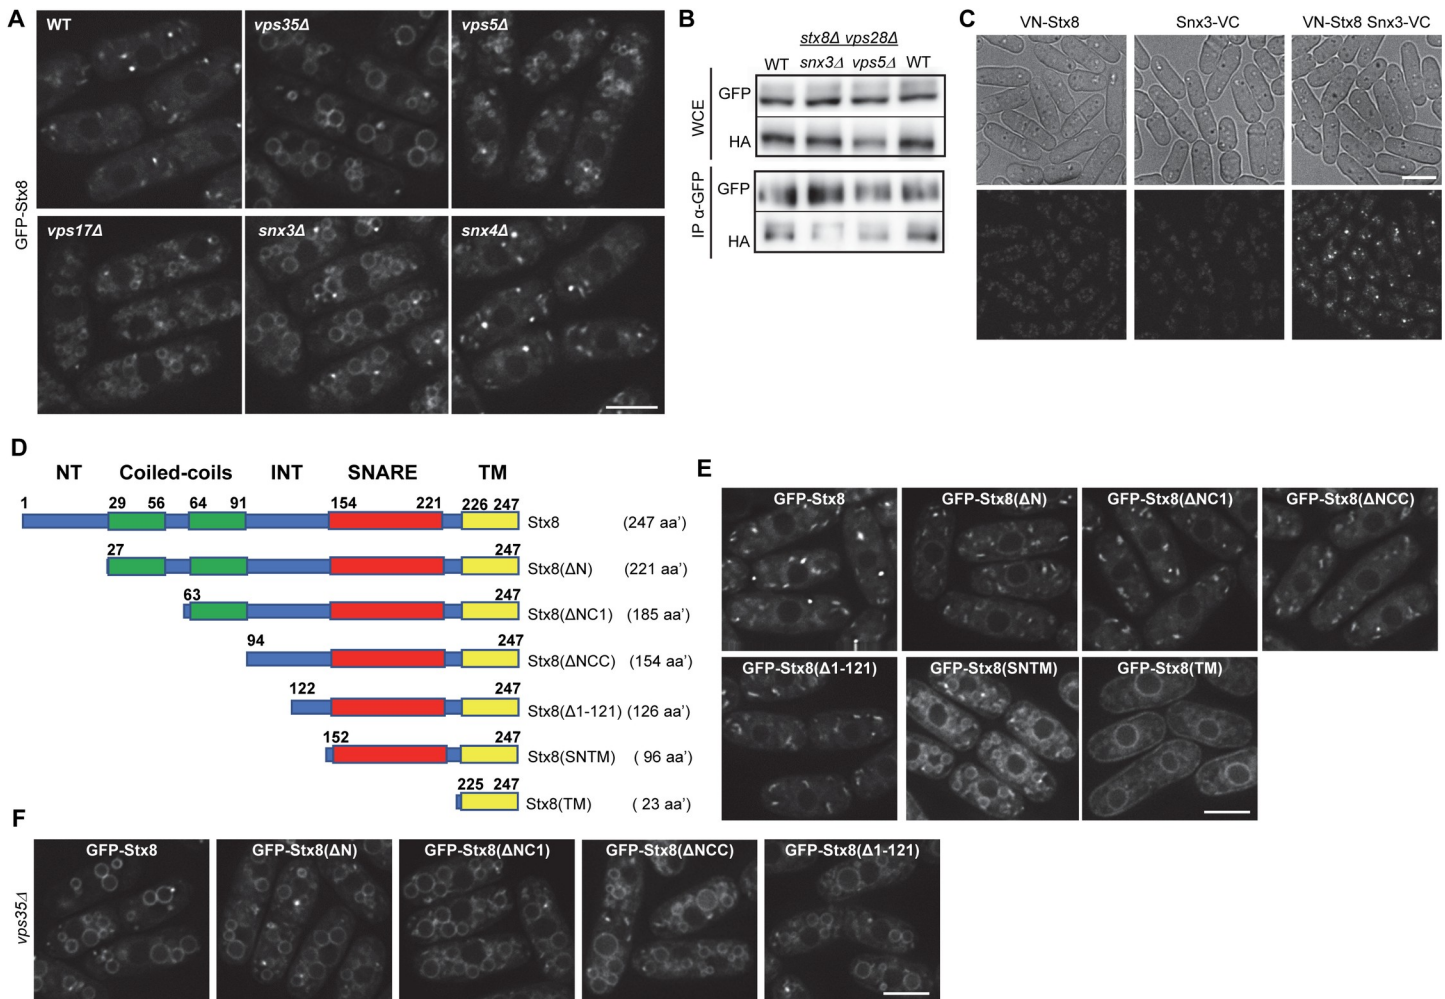 A
GFP-Stx8
WT
vps35Δ
vps5Δ
vps17Δ
snx3Δ
snx4Δ
B
stx8Δ vps28Δ
WT snx3Δ vps5Δ WT
WCE
GFP
HA
IP α-GFP
GFP
HA
C
VN-Stx8
Snx3-VC
VN-Stx8 Snx3-VC
D
NT Coiled-coils INT SNARE TM
1 29 56 64 91 154 221 226 247
Stx8 (247 aa')
27 247
Stx8(ΔN) (221 aa')
63 247
Stx8(ΔNC1) (185 aa')
94 247
Stx8(ΔNCC) (154 aa')
122 247
Stx8(Δ1-121) (126 aa')
152 247
Stx8(SNTM) ( 96 aa')
225 247
Stx8(TM) ( 23 aa')
E
GFP-Stx8
GFP-Stx8(ΔN)
GFP-Stx8(ΔNC1)
GFP-Stx8(ΔNCC)
GFP-Stx8(Δ1-121)
GFP-Stx8(SNTM)
GFP-Stx8(TM)
F
vps35Δ
GFP-Stx8
GFP-Stx8(ΔN)
GFP-Stx8(ΔNC1)
GFP-Stx8(ΔNCC)
GFP-Stx8(Δ1-121)